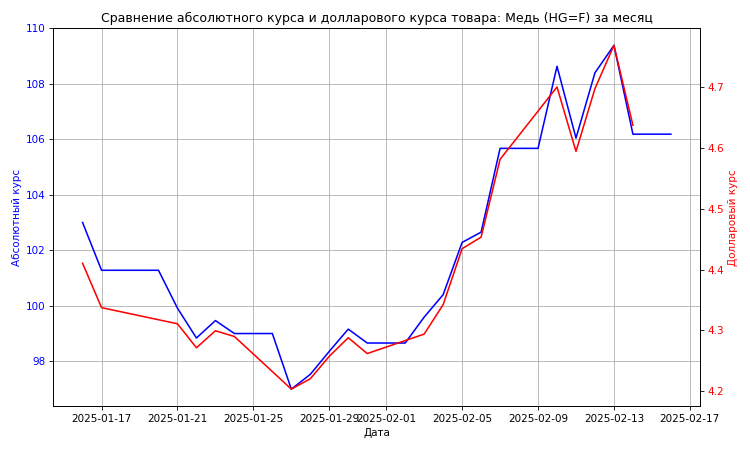 Сравнение абсолютного курса и долларового курса товара: Медь (HG=F) за месяц
110
108
106
104
102
100
98
Абсолютный курс
4.7
4.6
4.5
4.4
4.3
4.2
Долларовый курс
2025-01-17 2025-01-21 2025-01-25 2025-01-29 2025-02-01 2025-02-05 2025-02-09 2025-02-13 2025-02-17
Дата